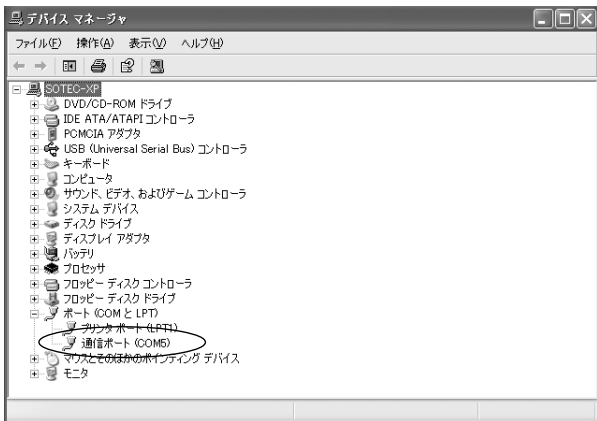 デバイス マネージャ
ファイル(F) 操作(A) 表示(V) ヘルプ(H)
SOTEC-XP
DVD/CD-ROM ドライブ
IDE ATA/ATAPI コントローラ
PCMCIA アダプタ
USB (Universal Serial Bus) コントローラ
キーボード
コンピュータ
サウンド、ビデオ、およびゲーム コントローラ
システム デバイス
ディスク ドライブ
ディスプレイ アダプタ
バッテリ
プロセッサ
フロッピー ディスク コントローラ
フロッピー ディスク ドライブ
ポート (COM と LPT)
プリンタ ポート (LPT1)
通信ポート (COM5)
マウスとそのほかのポインティング デバイス
モニタ